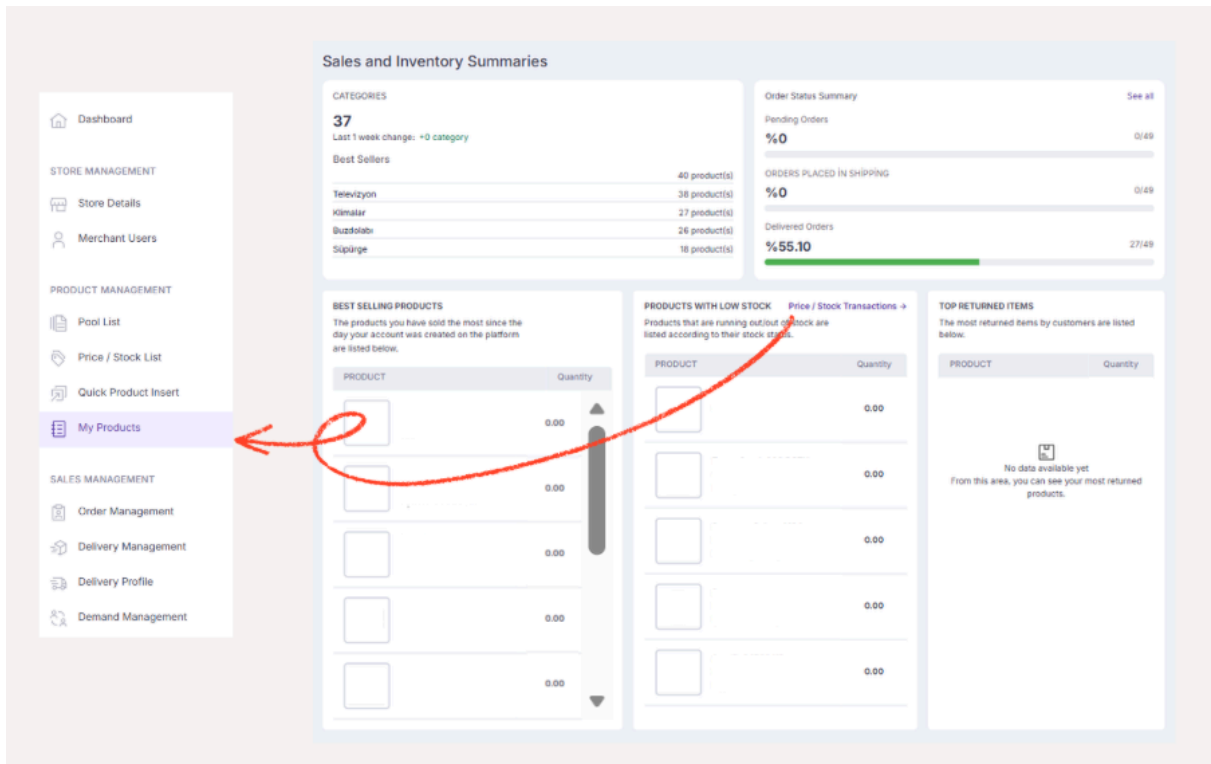 Sales and Inventory Summaries
Dashboard
STORE MANAGEMENT
Store Details
Merchant Users
PRODUCT MANAGEMENT
Pool List
Price / Stock List
Quick Product Insert
My Products
SALES MANAGEMENT
Order Management
Delivery Management
Delivery Profile
Demand Management
CATEGORIES
37
Last 1 week change: +0 category
Best Sellers
40 product(s)
Televizyon 38 product(s)
Klimalar 27 product(s)
Buzdolabı 26 product(s)
Süpürge 18 product(s)
Order Status Summary See all
Pending Orders
%0 0/49
ORDERS PLACED İN SHİPPİNG
%0 0/49
Delivered Orders
%55.10 27/49
BEST SELLING PRODUCTS
The products you have sold the most since the
day your account was created on the platform
are listed below.
PRODUCT Quantity
0.00
0.00
0.00
0.00
0.00
PRODUCTS WITH LOW STOCK Price / Stock Transactions →
Products that are running out/out of stock are
listed according to their stock status.
PRODUCT Quantity
0.00
0.00
0.00
0.00
0.00
TOP RETURNED ITEMS
The most returned items by customers are listed
below.
PRODUCT Quantity
No data available yet
From this area, you can see your most returned
products.